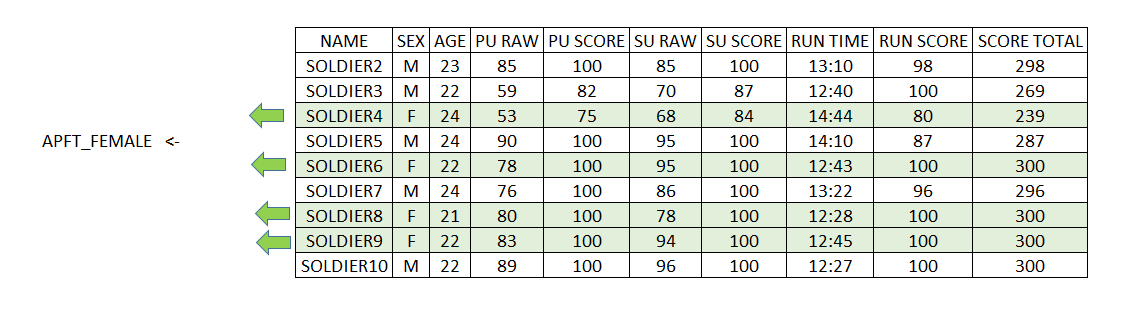 NAME SEX AGE PU RAW PU SCORE SU RAW SU SCORE RUN TIME RUN SCORE SCORE TOTAL
SOLDIER2 M 23 85 100 85 100 13:10 98 298
SOLDIER3 M 22 59 82 70 87 12:40 100 269
SOLDIER4 F 24 53 75 68 84 14:44 80 239
APFT_FEMALE <-
SOLDIER5 M 24 90 100 95 100 14:10 87 287
SOLDIER6 F 22 78 100 95 100 12:43 100 300
SOLDIER7 M 24 76 100 86 100 13:22 96 296
SOLDIER8 F 21 80 100 78 100 12:28 100 300
SOLDIER9 F 22 83 100 94 100 12:45 100 300
SOLDIER10 M 22 89 100 96 100 12:27 100 300